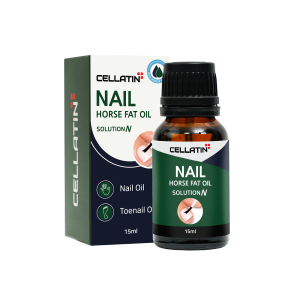 CELLATIN
NAIL
HORSE FAT OIL
SOLUTION N
Nail Oil
Toenail O
15ml
CELLATIN
CELLATIN
NAIL
HORSE FAT OIL
SOLUTION N
15ml